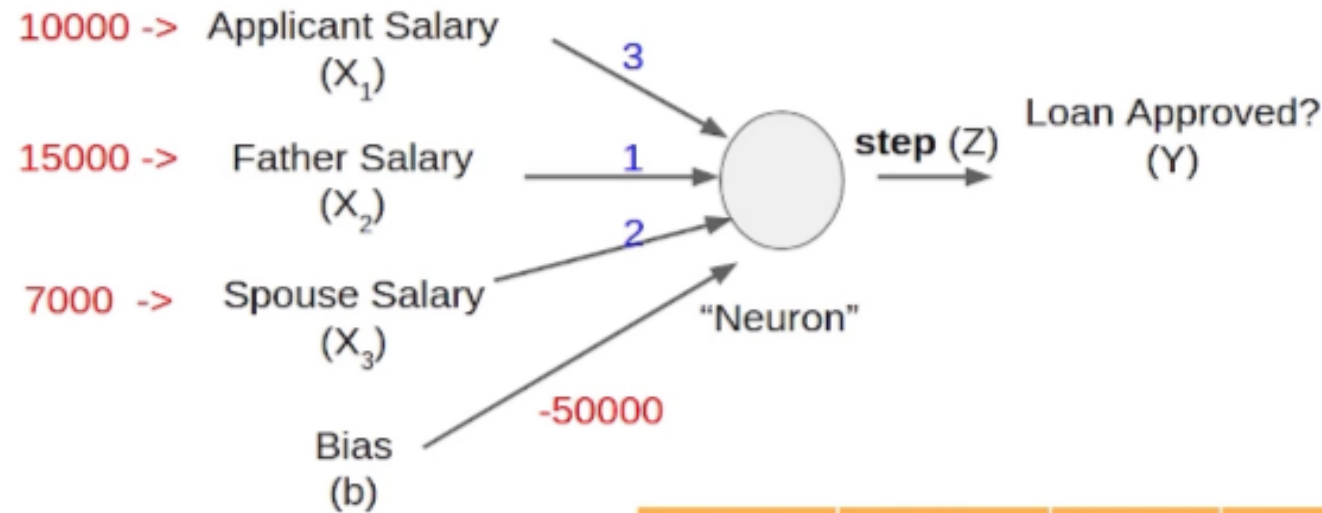 10000 -> Applicant Salary
(X₁)
3
15000 -> Father Salary
(X₂)
1
7000 -> Spouse Salary
(X₃)
2
Bias
(b)
-50000
“Neuron”
step (Z)
Loan Approved?
(Y)